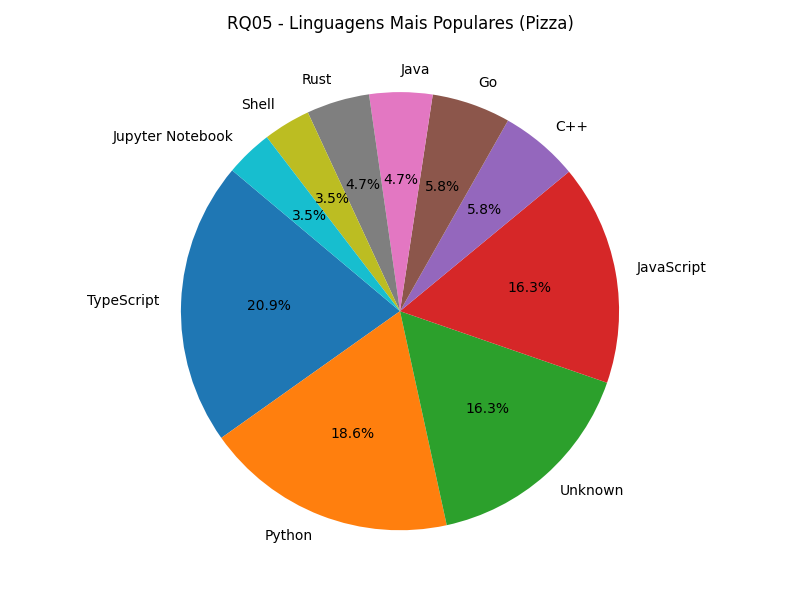 RQ05 - Linguagens Mais Populares (Pizza)
Java
Rust
Go
Shell
C++
Jupyter Notebook
4.7%
4.7%
5.8%
3.5%
5.8%
3.5%
JavaScript
16.3%
TypeScript
20.9%
16.3%
18.6%
Unknown
Python